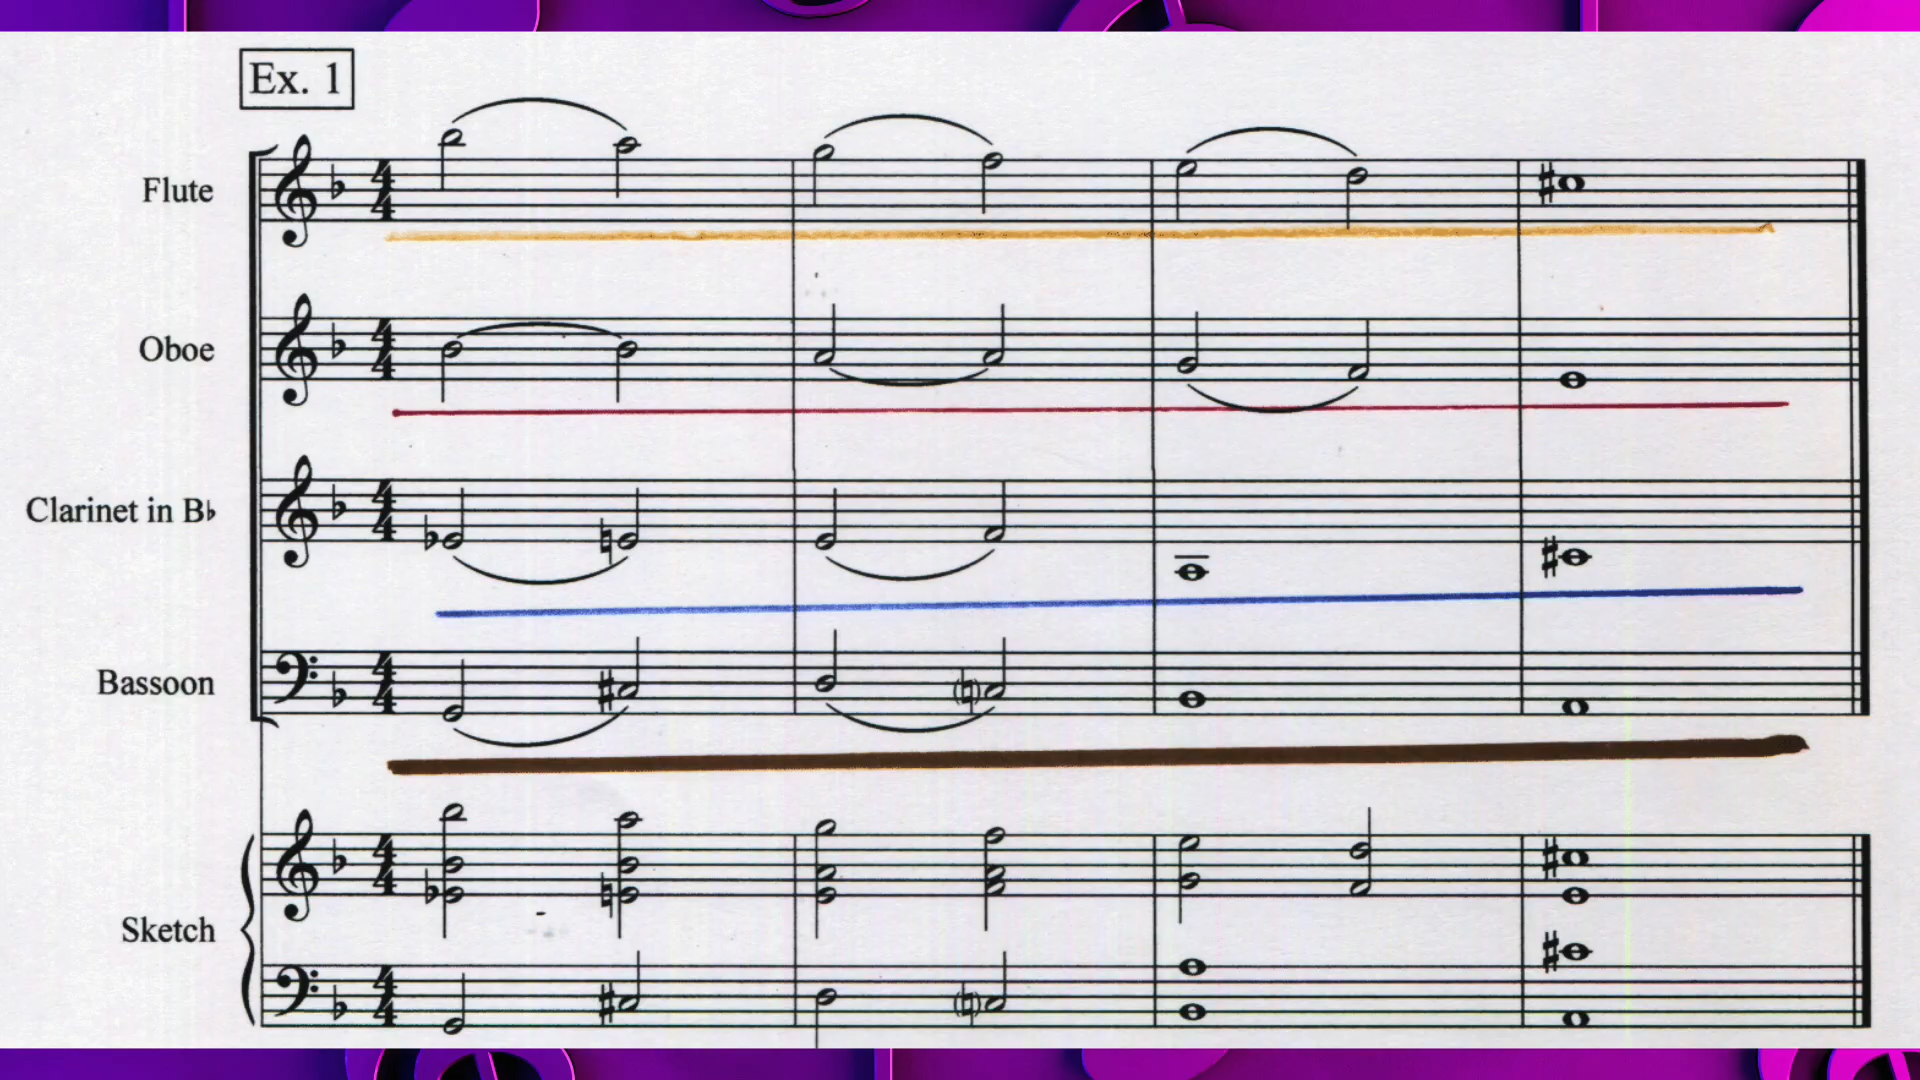 Ex. 1
Flute
Oboe
Clarinet in B♭
Bassoon
Sketch